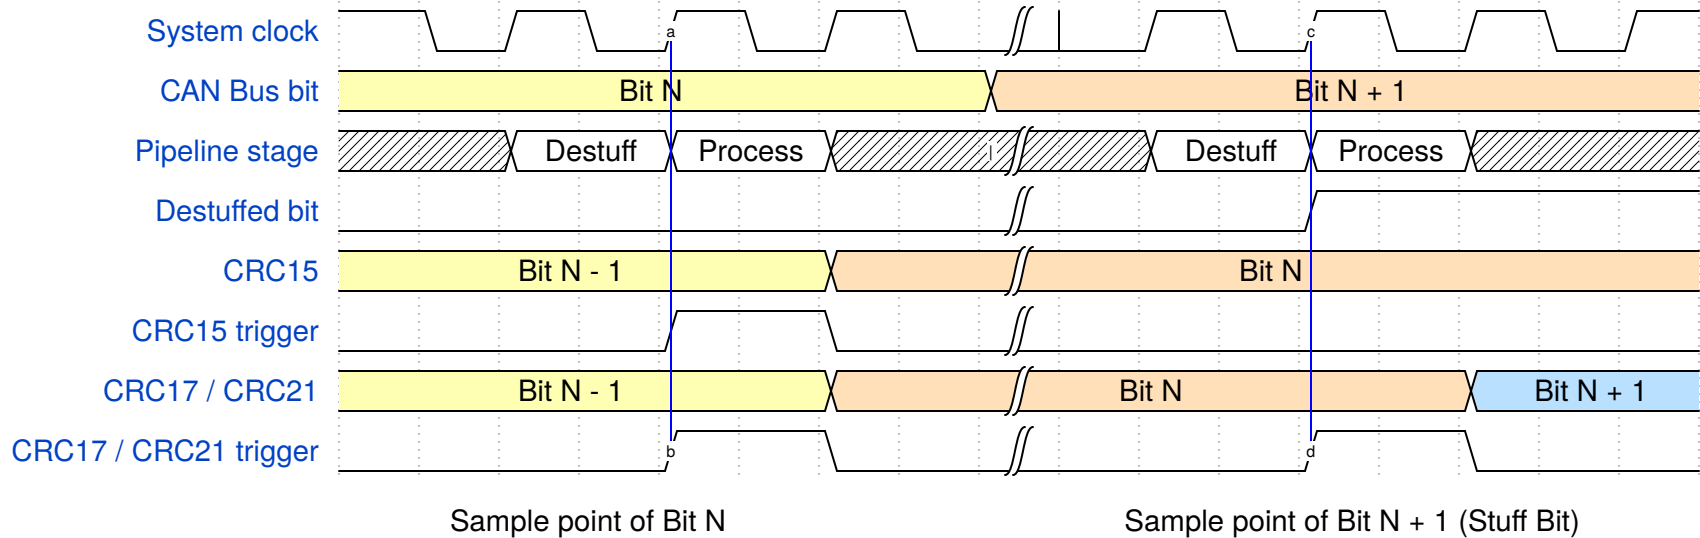 System clock a c
CAN Bus bit Bit N Bit N + 1
Pipeline stage Destuff Process Destuff Process
Destuffed bit
CRC15 Bit N - 1 Bit N
CRC15 trigger
CRC17 / CRC21 Bit N - 1 Bit N Bit N + 1
CRC17 / CRC21 trigger b d
Sample point of Bit N Sample point of Bit N + 1 (Stuff Bit)